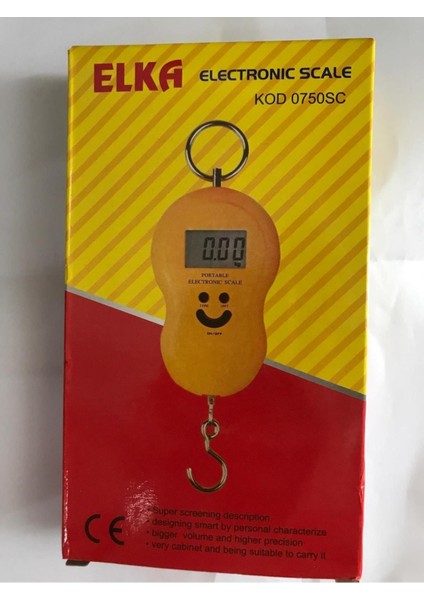 ELKA ELECTRONIC SCALE
KOD 0750SC
0.00
PORTABLE
ELECTRONIC SCALE
CE
• Super screening description
• designing smart by personal characterize
• bigger volume and higher precision
• very cabinet and being suitable to carry it